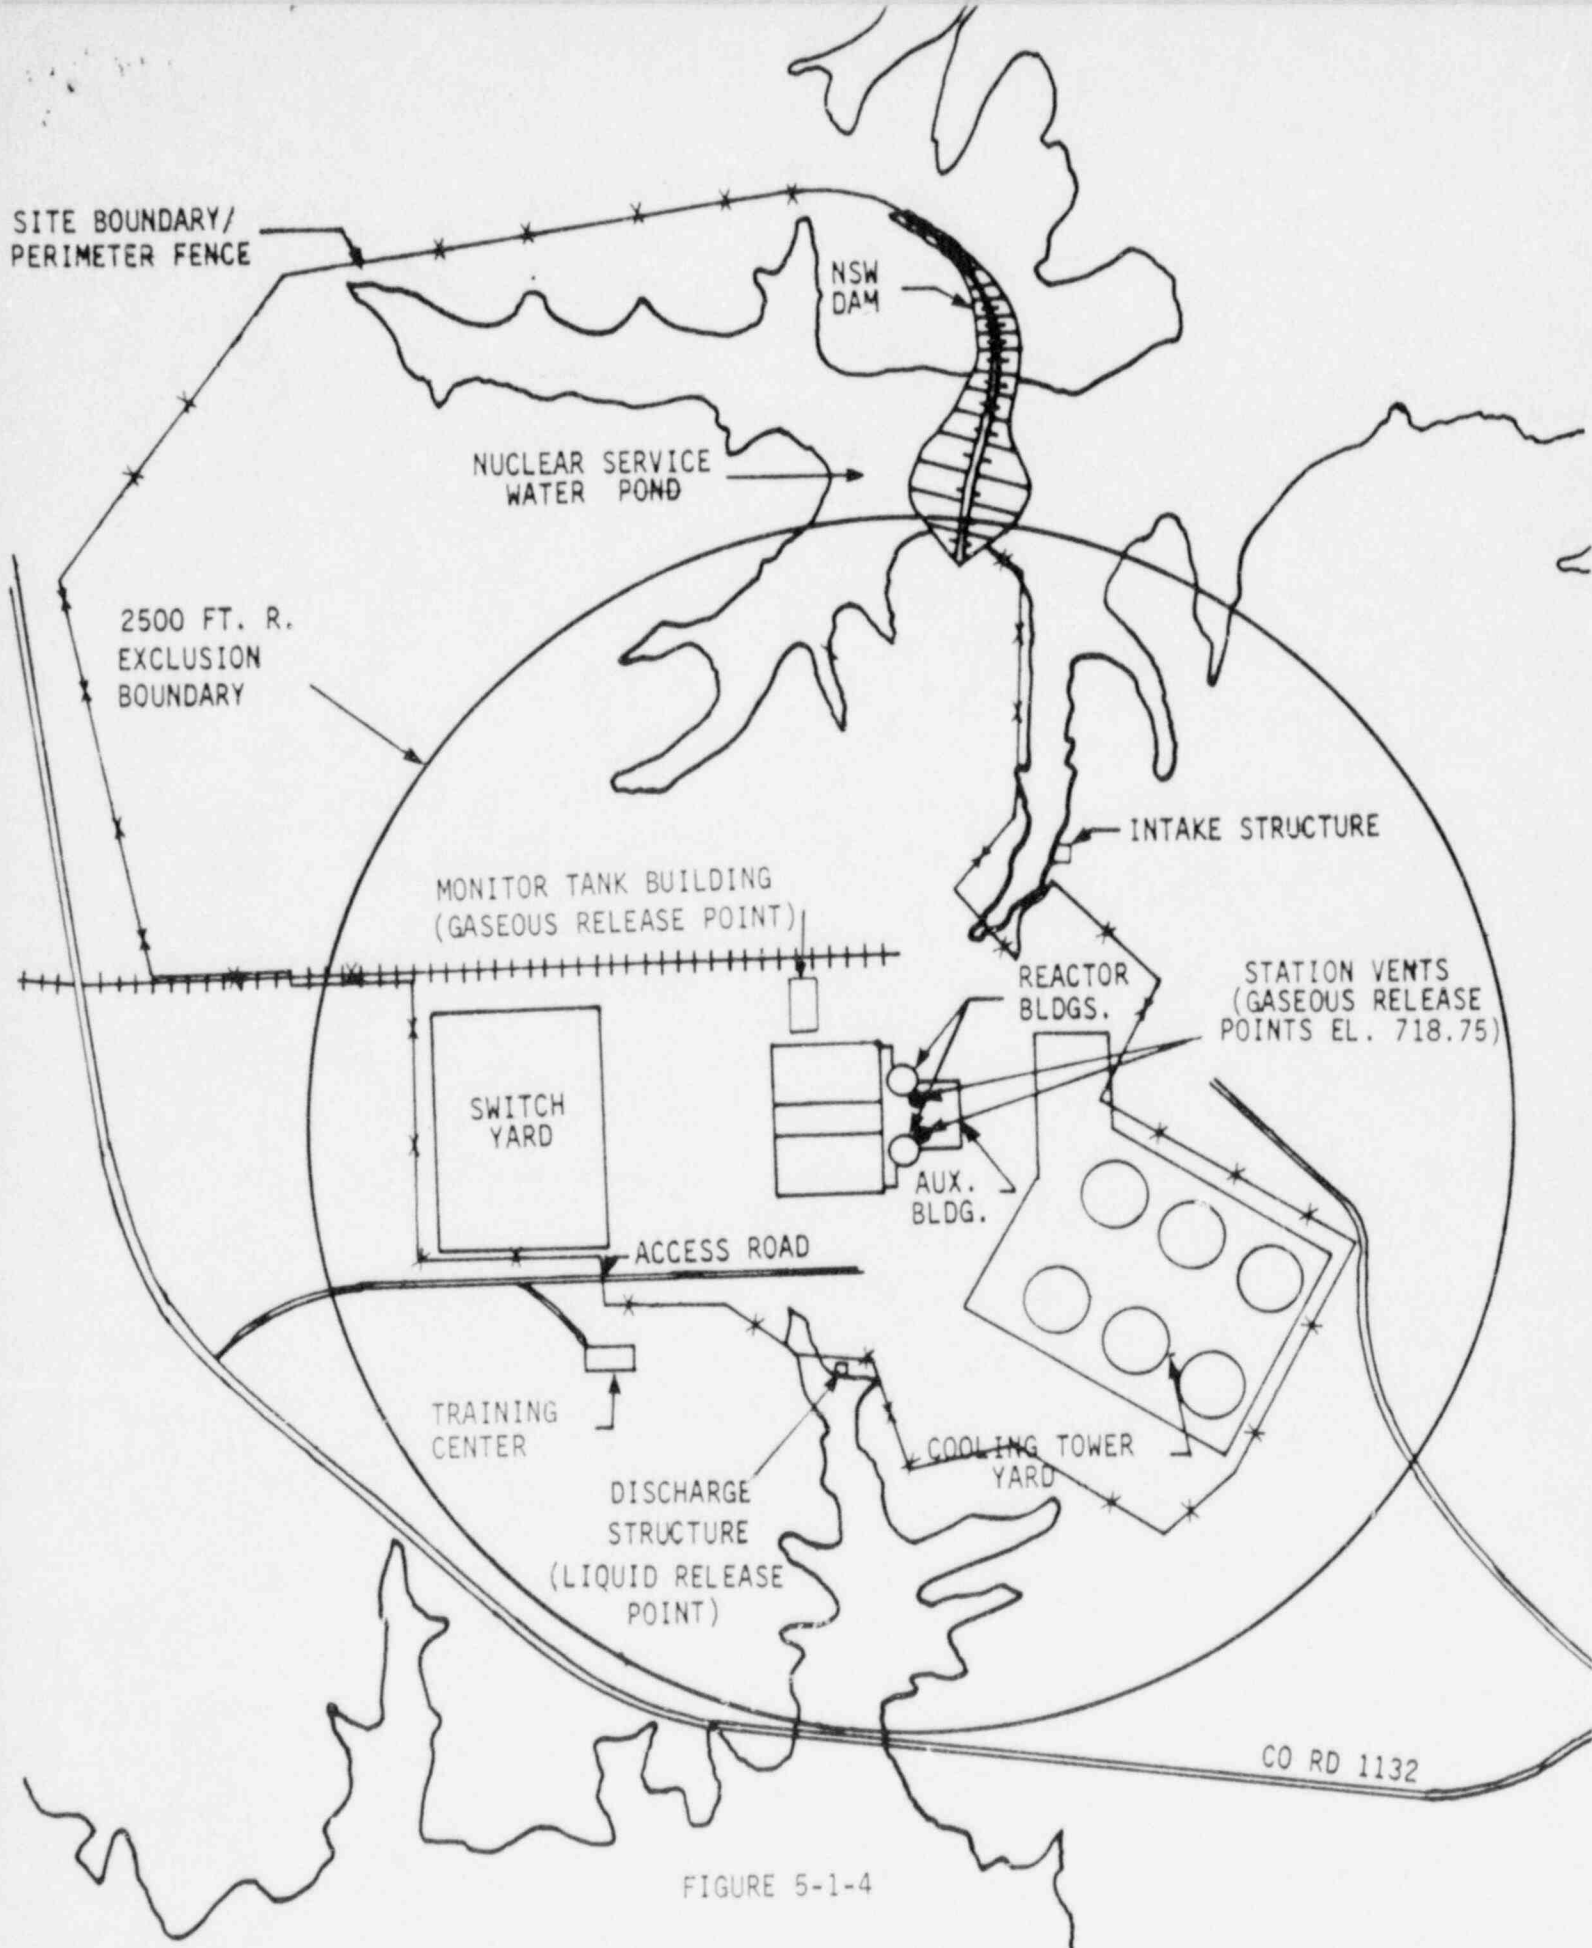 SITE BOUNDARY/
PERIMETER FENCE
NSW
DAM
NUCLEAR SERVICE
WATER POND
2500 FT. R.
EXCLUSION
BOUNDARY
INTAKE STRUCTURE
MONITOR TANK BUILDING
(GASEOUS RELEASE POINT)
REACTOR
BLDGS.
STATION VENTS
(GASEOUS RELEASE
POINTS EL. 718.75)
SWITCH
YARD
AUX.
BLDG.
ACCESS ROAD
TRAINING
CENTER
COOLING TOWER
YARD
DISCHARGE
STRUCTURE
(LIQUID RELEASE
POINT)
CO RD 1132
FIGURE 5-1-4